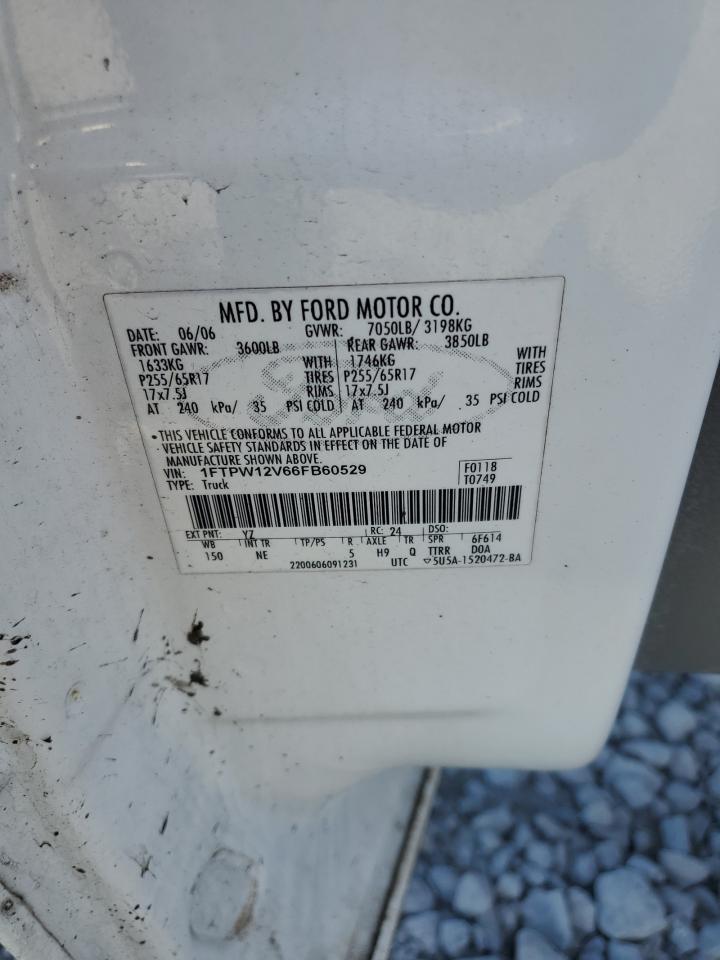 MFD. BY FORD MOTOR CO.
DATE: 06/06 GVWR: 7050LB/ 3198KG
FRONT GAWR: 3600LB REAR GAWR: 3850LB
1633KG WITH 1746KG WITH
P255/65R17 TIRES P255/65R17 TIRES
17x7.5J RIMS 17x7.5J RIMS
AT 240 kPa/ 35 PSI COLD AT 240 kPa/ 35 PSI COLD
•THIS VEHICLE CONFORMS TO ALL APPLICABLE FEDERAL MOTOR
VEHICLE SAFETY STANDARDS IN EFFECT ON THE DATE OF
MANUFACTURE SHOWN ABOVE.
VIN: 1FTPW12V66FB60529 F0118
TYPE: Truck T0749
EXT PNT: YZ RC: 24 DSO:
WB INT TR TP/PS R AXLE TR SPR 6F614
150 NE 5 H9 Q TTRR DOA
2200606091231 UTC ▽5U5A-1520472-BA